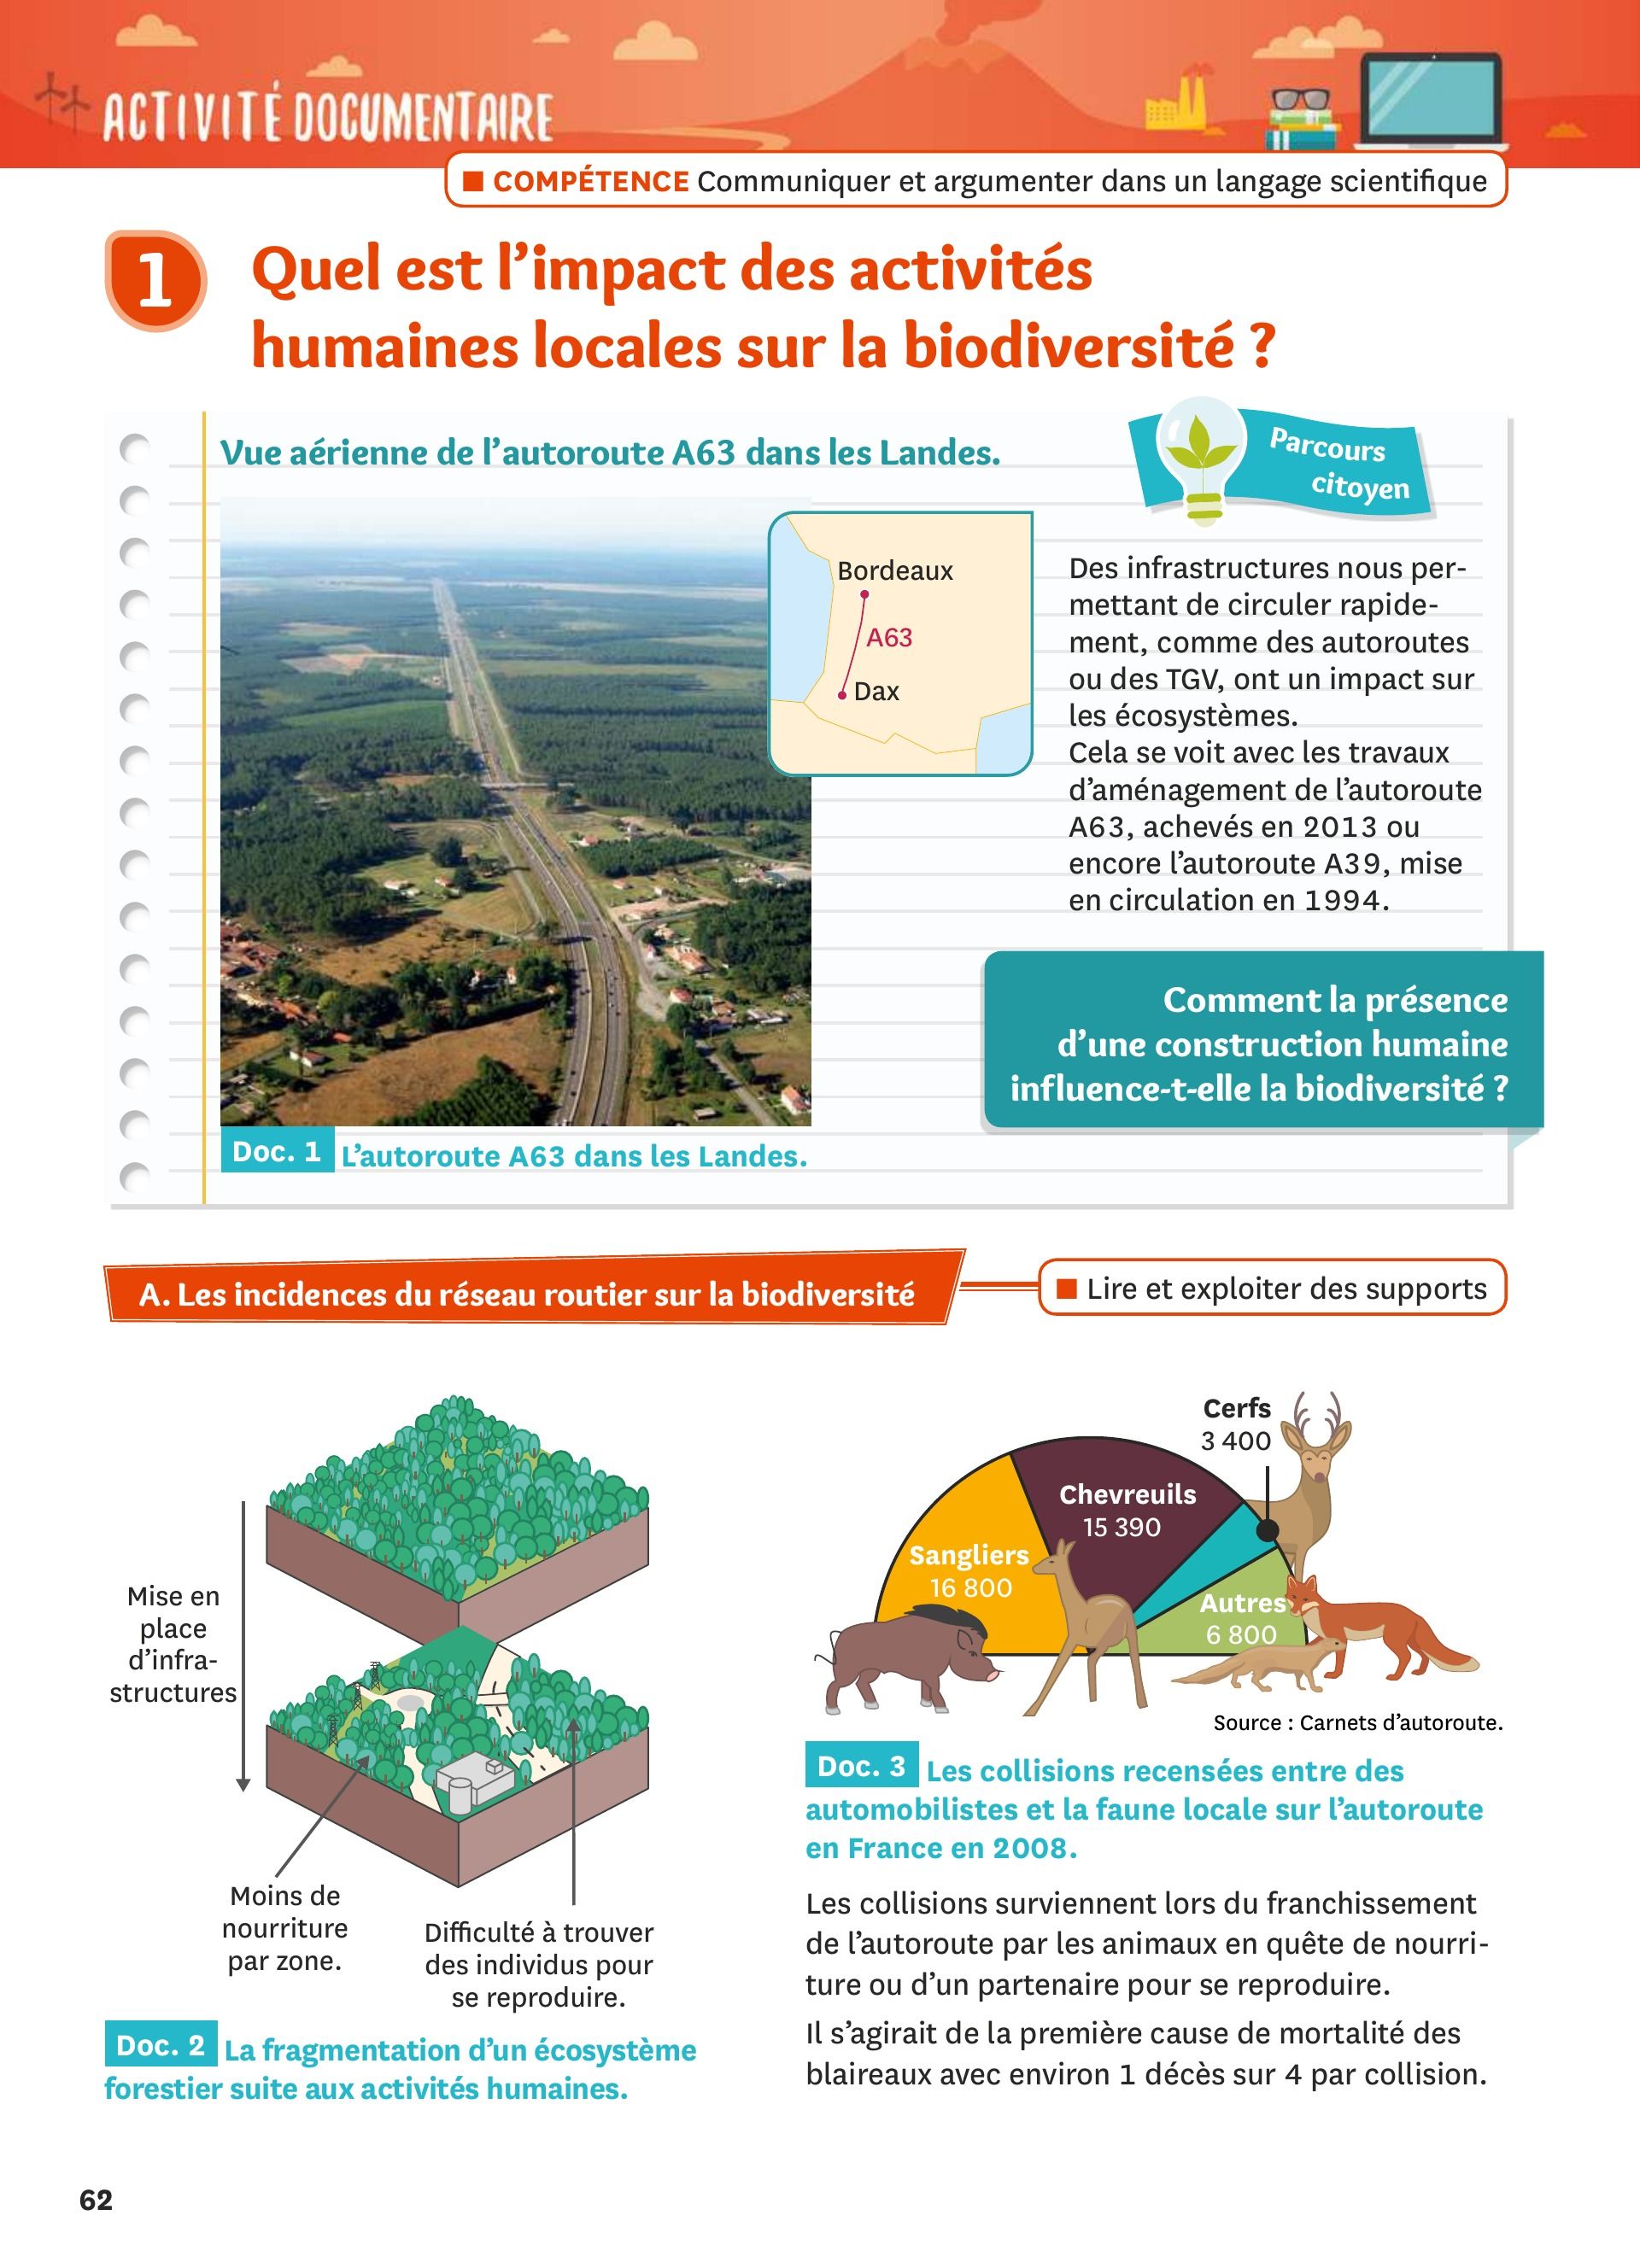 ACTIVITÉ DOCUMENTAIRE
■ COMPÉTENCE Communiquer et argumenter dans un langage scientifique
1
Quel est l'impact des activités
humaines locales sur la biodiversité ?
Vue aérienne de l'autoroute A63 dans les Landes.
Parcours
citoyen
Bordeaux
A63
Dax
Des infrastructures nous per-
mettant de circuler rapide-
ment, comme des autoroutes
ou des TGV, ont un impact sur
les écosystèmes.
Cela se voit avec les travaux
d'aménagement de l'autoroute
A63, achevés en 2013 ou
encore l'autoroute A39, mise
en circulation en 1994.
Comment la présence
d'une construction humaine
influence-t-elle la biodiversité ?
Doc. 1 L'autoroute A63 dans les Landes.
A. Les incidences du réseau routier sur la biodiversité
■ Lire et exploiter des supports
Mise en
place
d'infra-
structures
Moins de
nourriture
par zone.
Difficulté à trouver
des individus pour
se reproduire.
Doc. 2 La fragmentation d'un écosystème
forestier suite aux activités humaines.
Cerfs
3 400
Chevreuils
15 390
Sangliers
16 800
Autres
6 800
Source : Carnets d'autoroute.
Doc. 3 Les collisions recensées entre des
automobilistes et la faune locale sur l'autoroute
en France en 2008.
Les collisions surviennent lors du franchissement
de l'autoroute par les animaux en quête de nourri-
ture ou d'un partenaire pour se reproduire.
Il s'agirait de la première cause de mortalité des
blaireaux avec environ 1 décès sur 4 par collision.
62